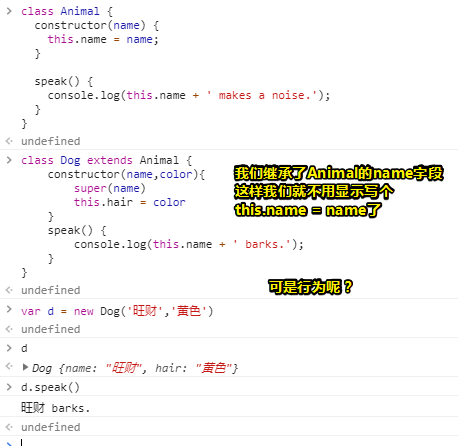 class Animal {
constructor(name) {
this.name = name;
}
speak() {
console.log(this.name + ' makes a noise.');
}
}
undefined
class Dog extends Animal {
constructor(name,color){
super(name)
this.hair = color
}
speak() {
console.log(this.name + ' barks.');
}
}
我们继承了Animal的name字段
这样我们就不用显示写个
this.name = name了
可是行为呢？
undefined
var d = new Dog('旺财','黄色')
undefined
d
Dog {name: "旺财", hair: "黄色"}
d.speak()
旺财 barks.
undefined